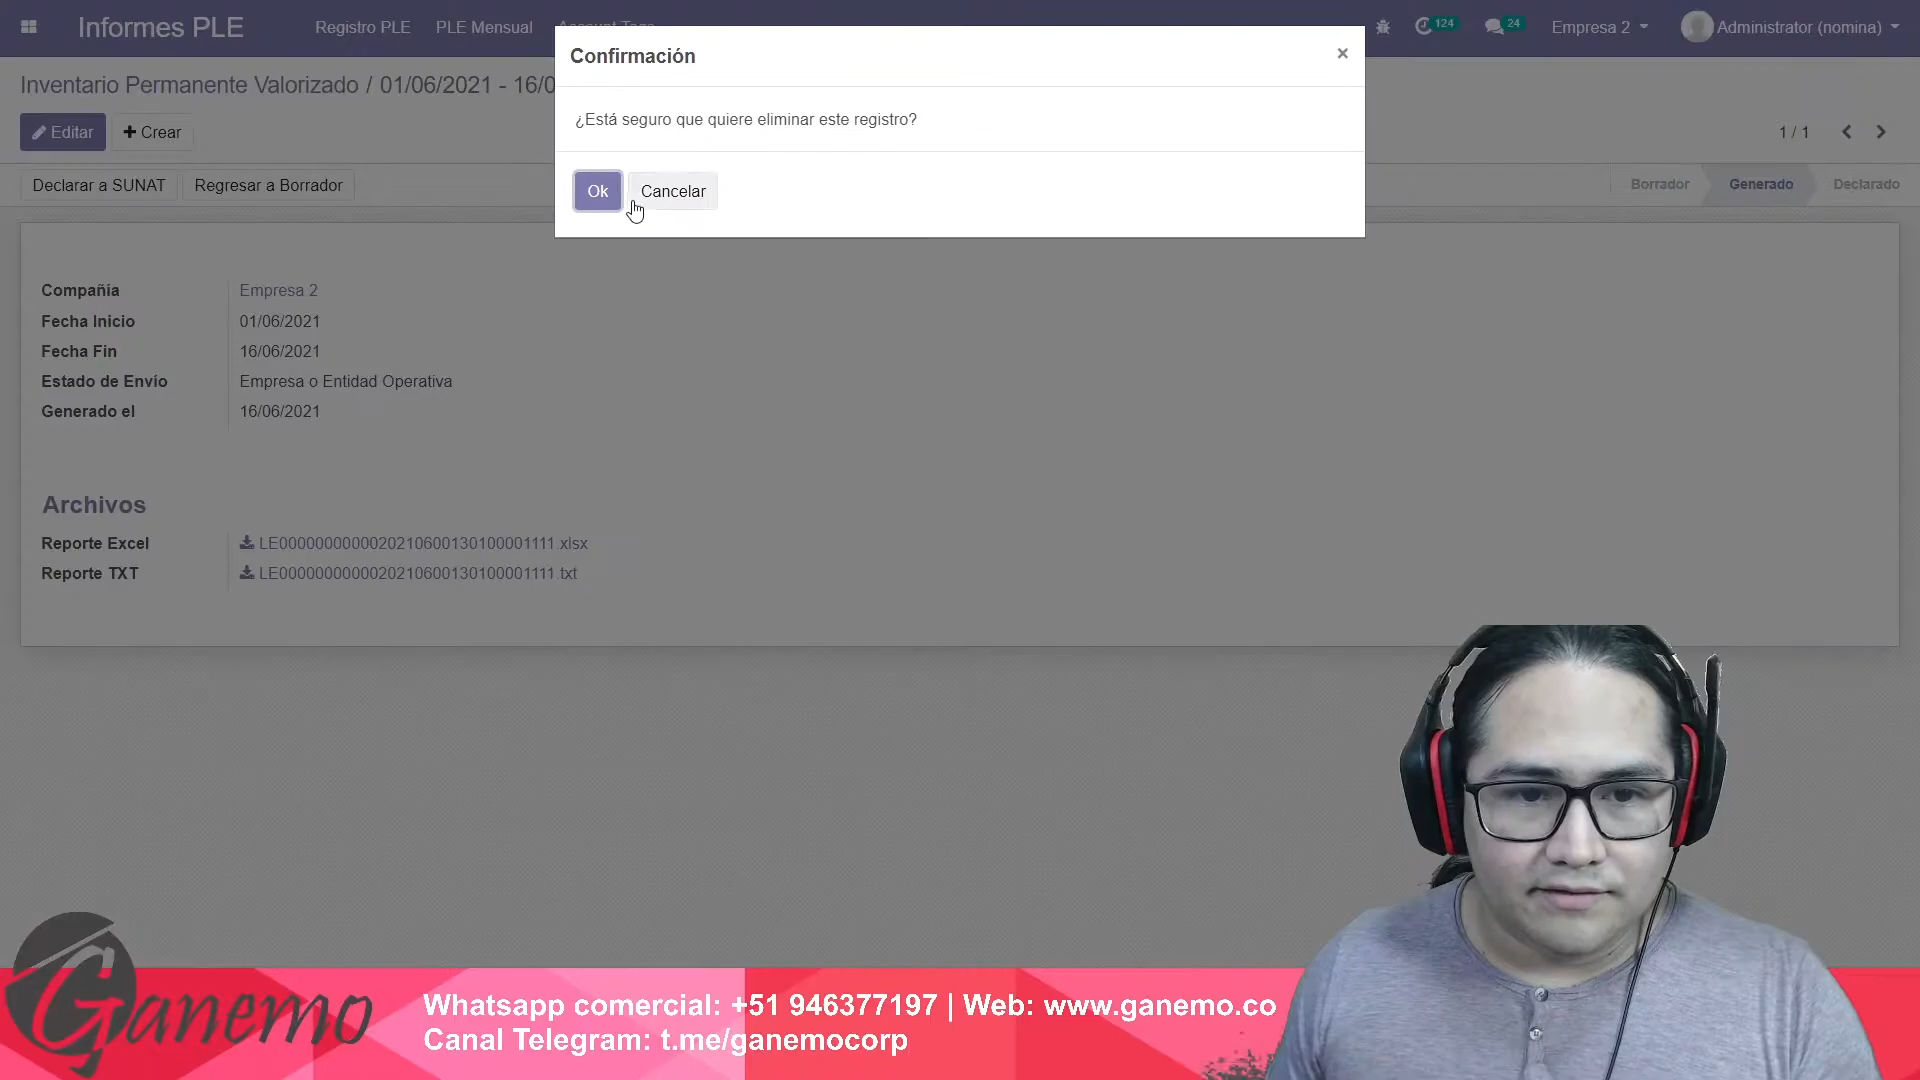 Informes PLE
Registro PLE
PLE Mensual
124
24
Empresa 2
Administrator (nomina)
Confirmación
×
¿Está seguro que quiere eliminar este registro?
Ok
Cancelar
Inventario Permanente Valorizado / 01/06/2021 - 16/0
Editar
Crear
1 / 1
Declarar a SUNAT
Regresar a Borrador
Borrador
Generado
Declarado
Compañía
Empresa 2
Fecha Inicio
01/06/2021
Fecha Fin
16/06/2021
Estado de Envío
Empresa o Entidad Operativa
Generado el
16/06/2021
Archivos
Reporte Excel
LE0000000000020210600130100001111.xlsx
Reporte TXT
LE0000000000020210600130100001111.txt
Ganemo
Whatsapp comercial: +51 946377197 | Web: www.ganemo.co
Canal Telegram: t.me/ganemocorp